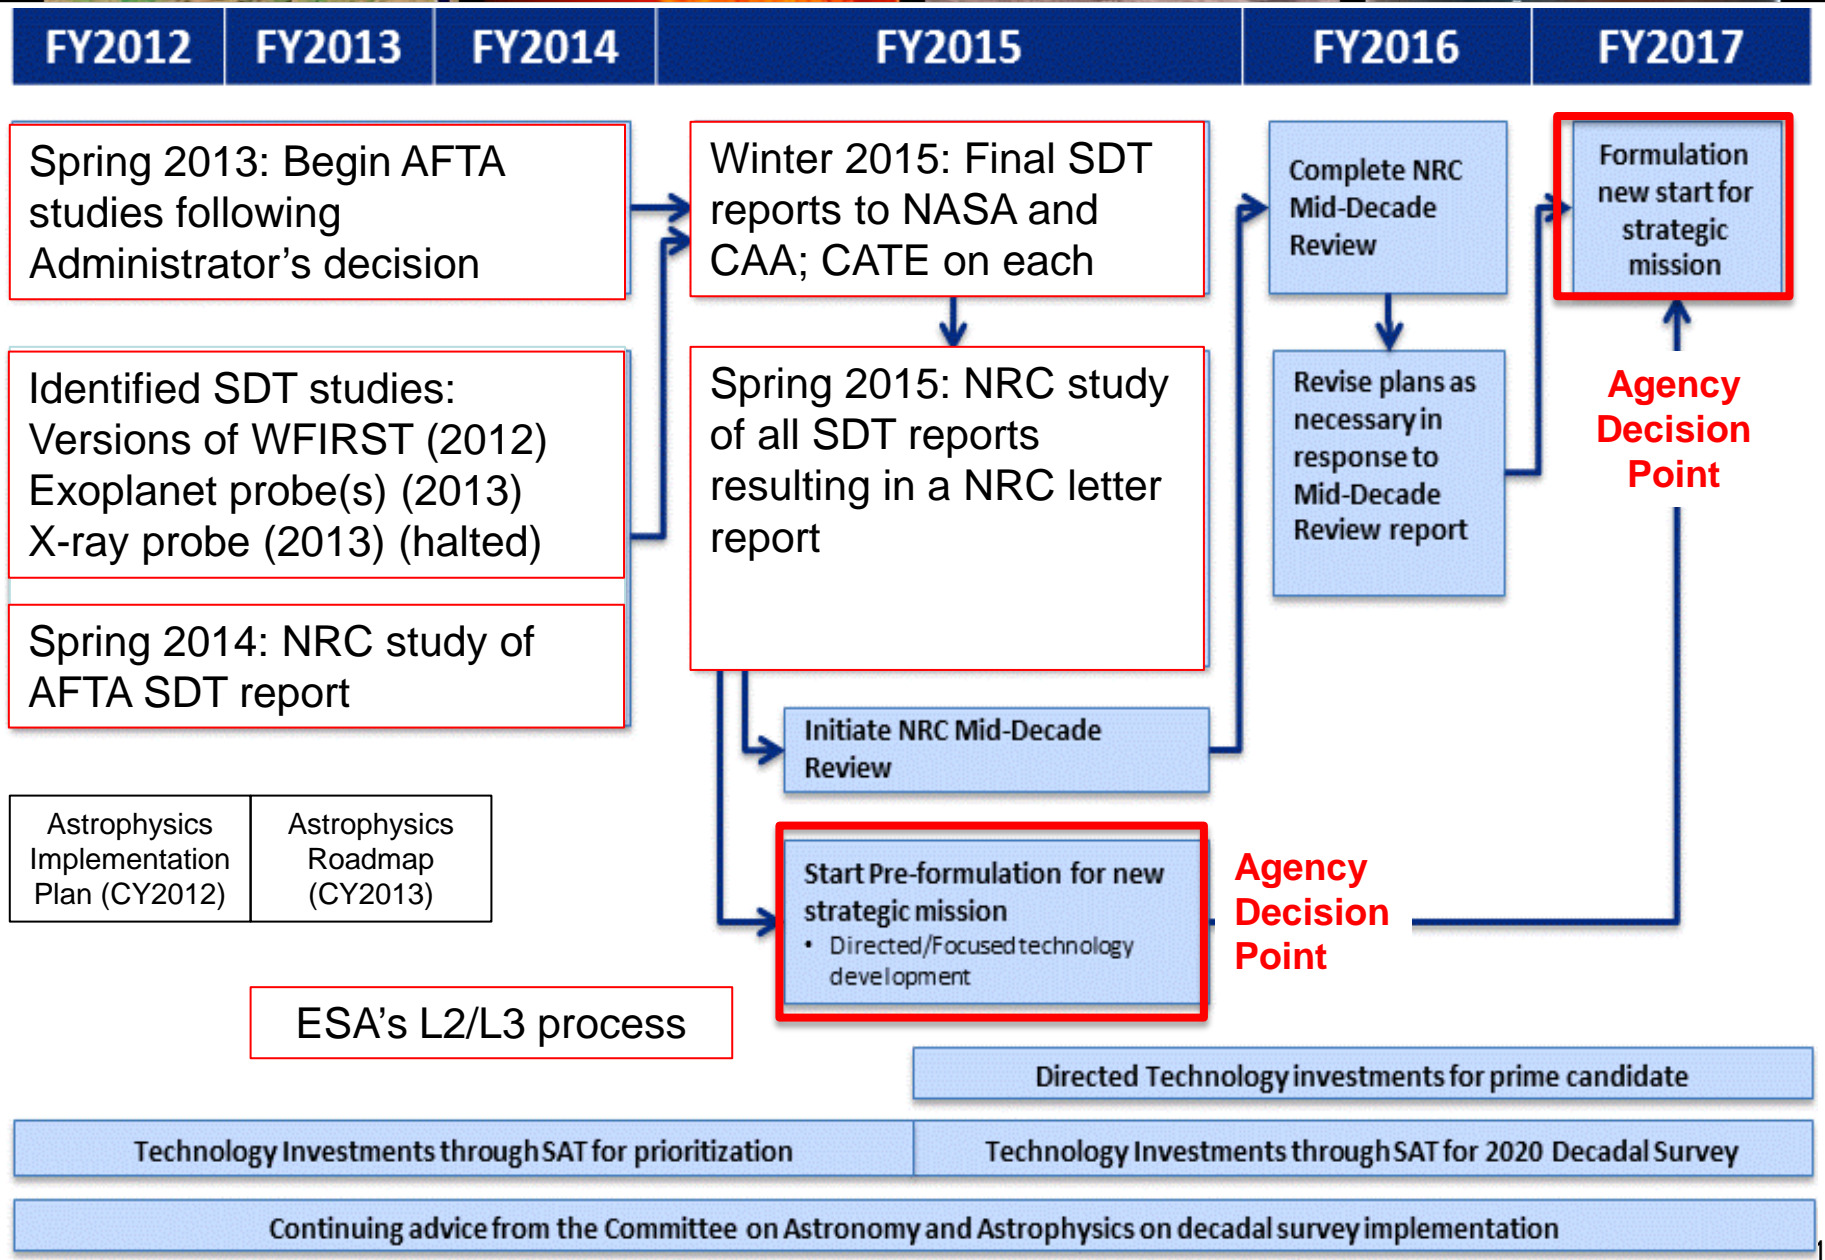 FY2012 FY2013 FY2014 FY2015 FY2016 FY2017
Spring 2013: Begin AFTA
studies following
Administrator’s decision
Identified SDT studies:
Versions of WFIRST (2012)
Exoplanet probe(s) (2013)
X-ray probe (2013) (halted)
Spring 2014: NRC study of
AFTA SDT report
Winter 2015: Final SDT
reports to NASA and
CAA; CATE on each
Spring 2015: NRC study
of all SDT reports
resulting in a NRC letter
report
Complete NRC
Mid-Decade
Review
Revise plans as
necessary in
response to
Mid-Decade
Review report
Formulation
new start for
strategic
mission
Agency
Decision
Point
Initiate NRC Mid-Decade
Review
Start Pre-formulation for new
strategic mission
• Directed/Focused technology
development
Agency
Decision
Point
Astrophysics
Implementation
Plan (CY2012)
Astrophysics
Roadmap
(CY2013)
ESA’s L2/L3 process
Directed Technology investments for prime candidate
Technology Investments through SAT for prioritization
Technology Investments through SAT for 2020 Decadal Survey
Continuing advice from the Committee on Astronomy and Astrophysics on decadal survey implementation